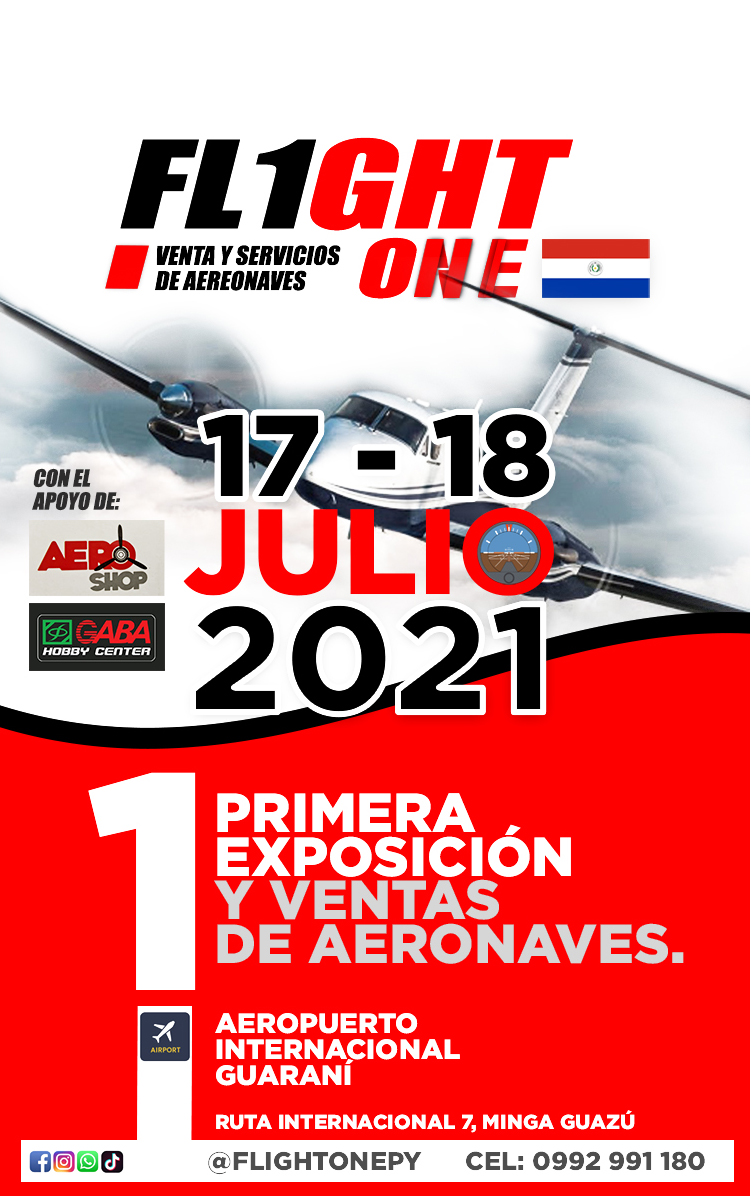 FL1GHT
ONE
VENTA Y SERVICIOS
DE AEREONAVES
17 - 18
JULIO
2021
CON EL
APOYO DE:
AERO
SHOP
GABA
HOBBY CENTER
1
PRIMERA
EXPOSICIÓN
Y VENTAS
DE AERONAVES.
AIRPORT
AEROPUERTO
INTERNACIONAL
GUARANÍ
RUTA INTERNACIONAL 7, MINGA GUAZÚ
@FLIGHTONEPY CEL: 0992 991 180